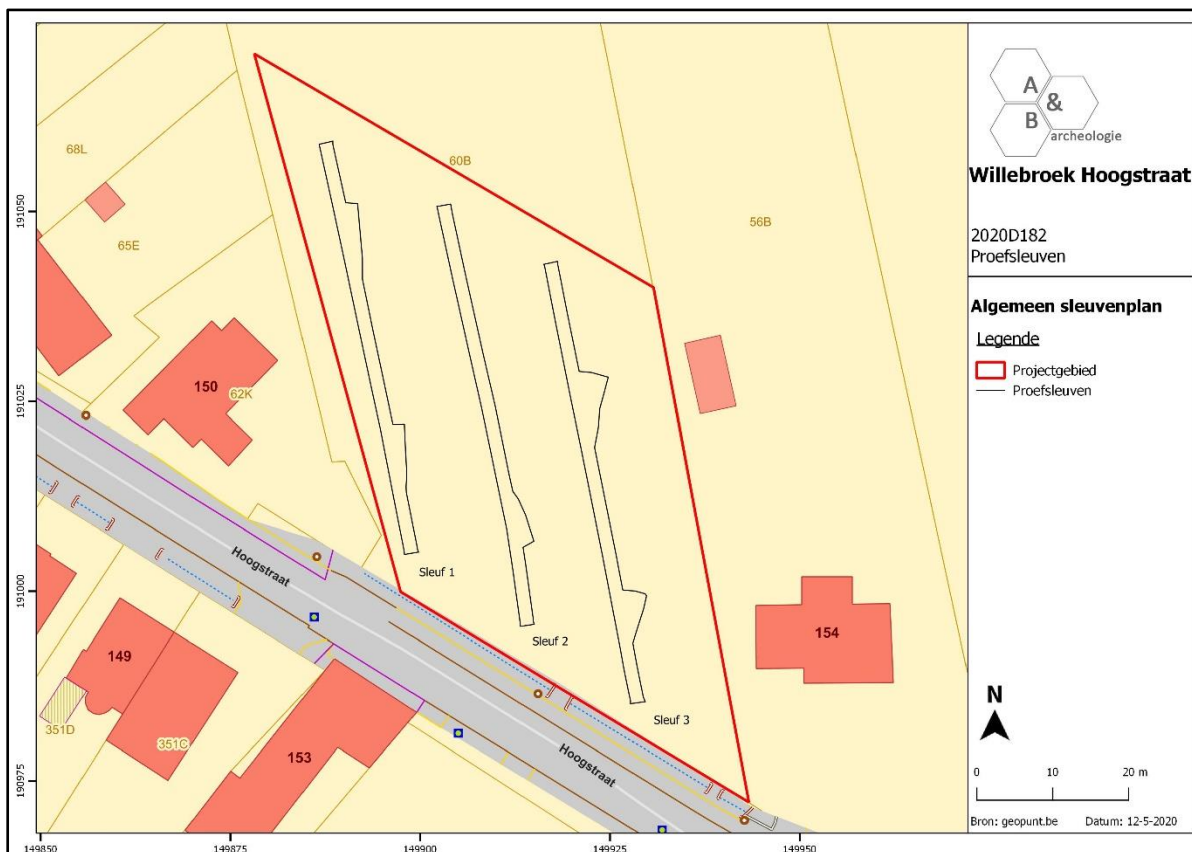 68L
60B
65E
56B
150
62K
Hoogstraat
Sleuf 1
Sleuf 2
Sleuf 3
154
149
351D
351C
153
Hoogstraat
191050
191025
191000
190975
149850
149875
149900
149925
149950
A
&
B
archeologie
Willebroek Hoogstraat
2020D182
Proefsleuven
Algemeen sleuvenplan
Legende
Projectgebied
Proefsleuven
N
0 10 20 m
Bron: geopunt.be Datum: 12-5-2020